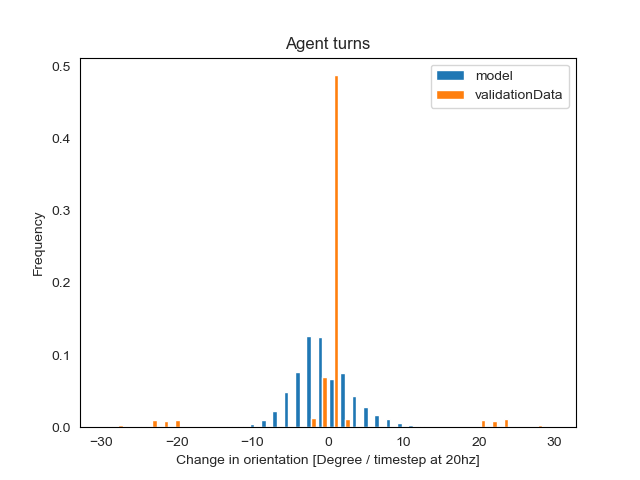 Agent turns
model
validationData
Frequency
0.5
0.4
0.3
0.2
0.1
0.0
−30
−20
−10
0
10
20
30
Change in orientation [Degree / timestep at 20hz]